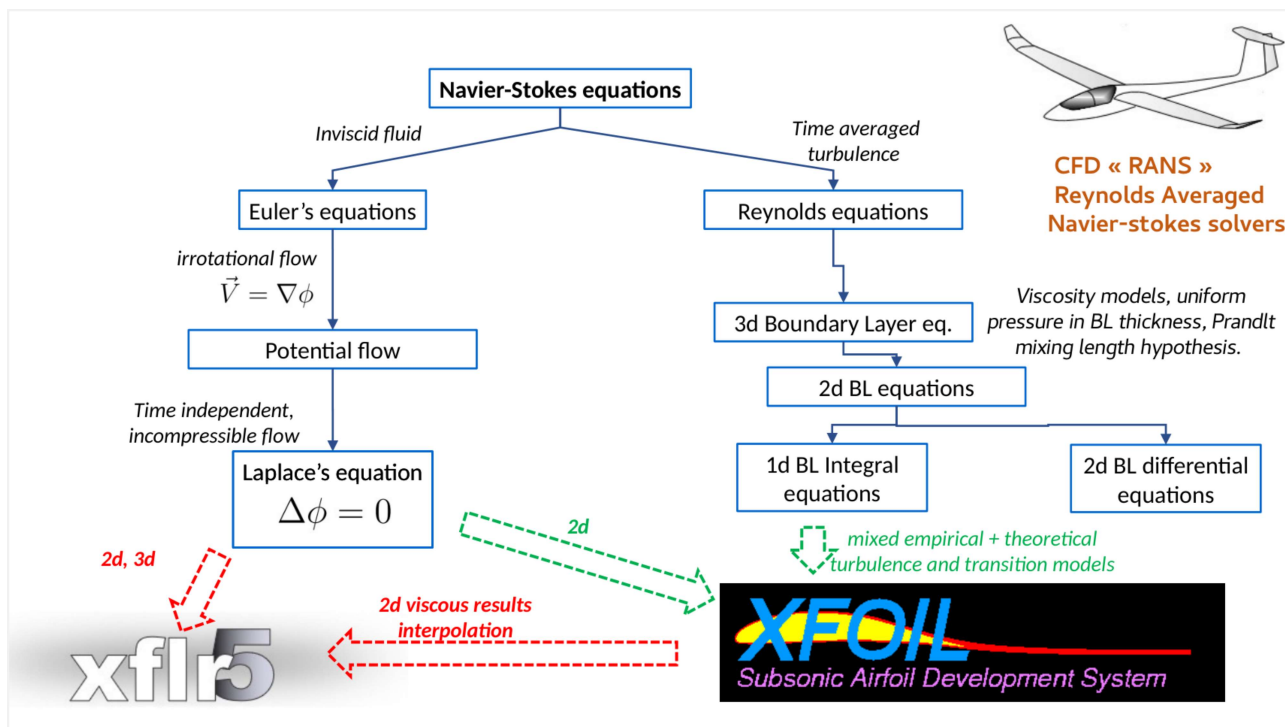 Navier-Stokes equations
Inviscid fluid
Time averaged
turbulence
CFD « RANS »
Reynolds Averaged
Navier-stokes solvers
Euler’s equations
Reynolds equations
irrotational flow
V⃗ = ∇ϕ
Viscosity models, uniform
pressure in BL thickness, Prandlt
mixing length hypothesis.
3d Boundary Layer eq.
Potential flow
2d BL equations
Time independent,
incompressible flow
Laplace’s equation
Δϕ = 0
1d BL Integral
equations
2d BL differential
equations
2d
mixed empirical + theoretical
turbulence and transition models
2d, 3d
2d viscous results
interpolation
xflr5
XFOIL
Subsonic Airfoil Development System